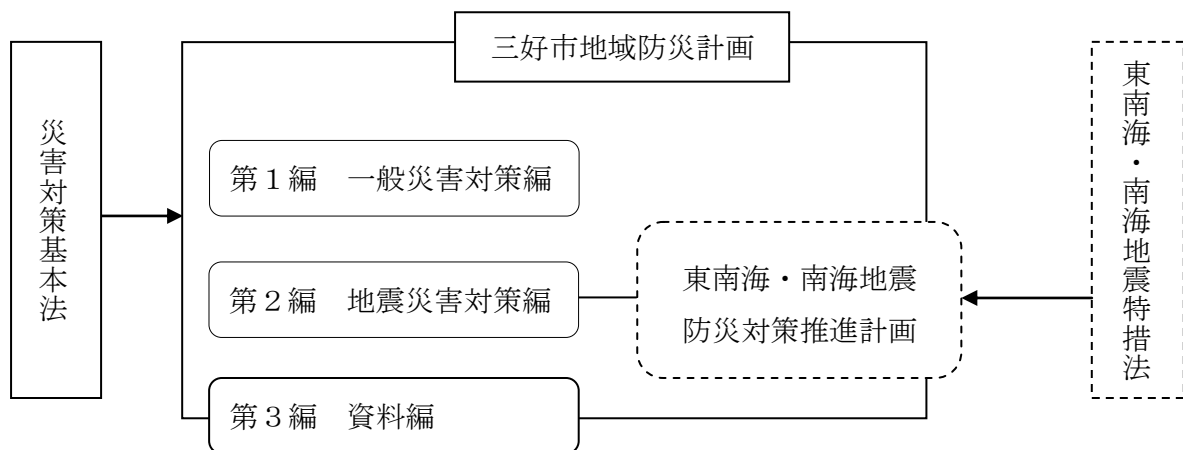 三好市地域防災計画
災害対策基本法
第１編　一般災害対策編
第２編　地震災害対策編
第３編　資料編
東南海・南海地震
防災対策推進計画
東南海・南海地震特措法